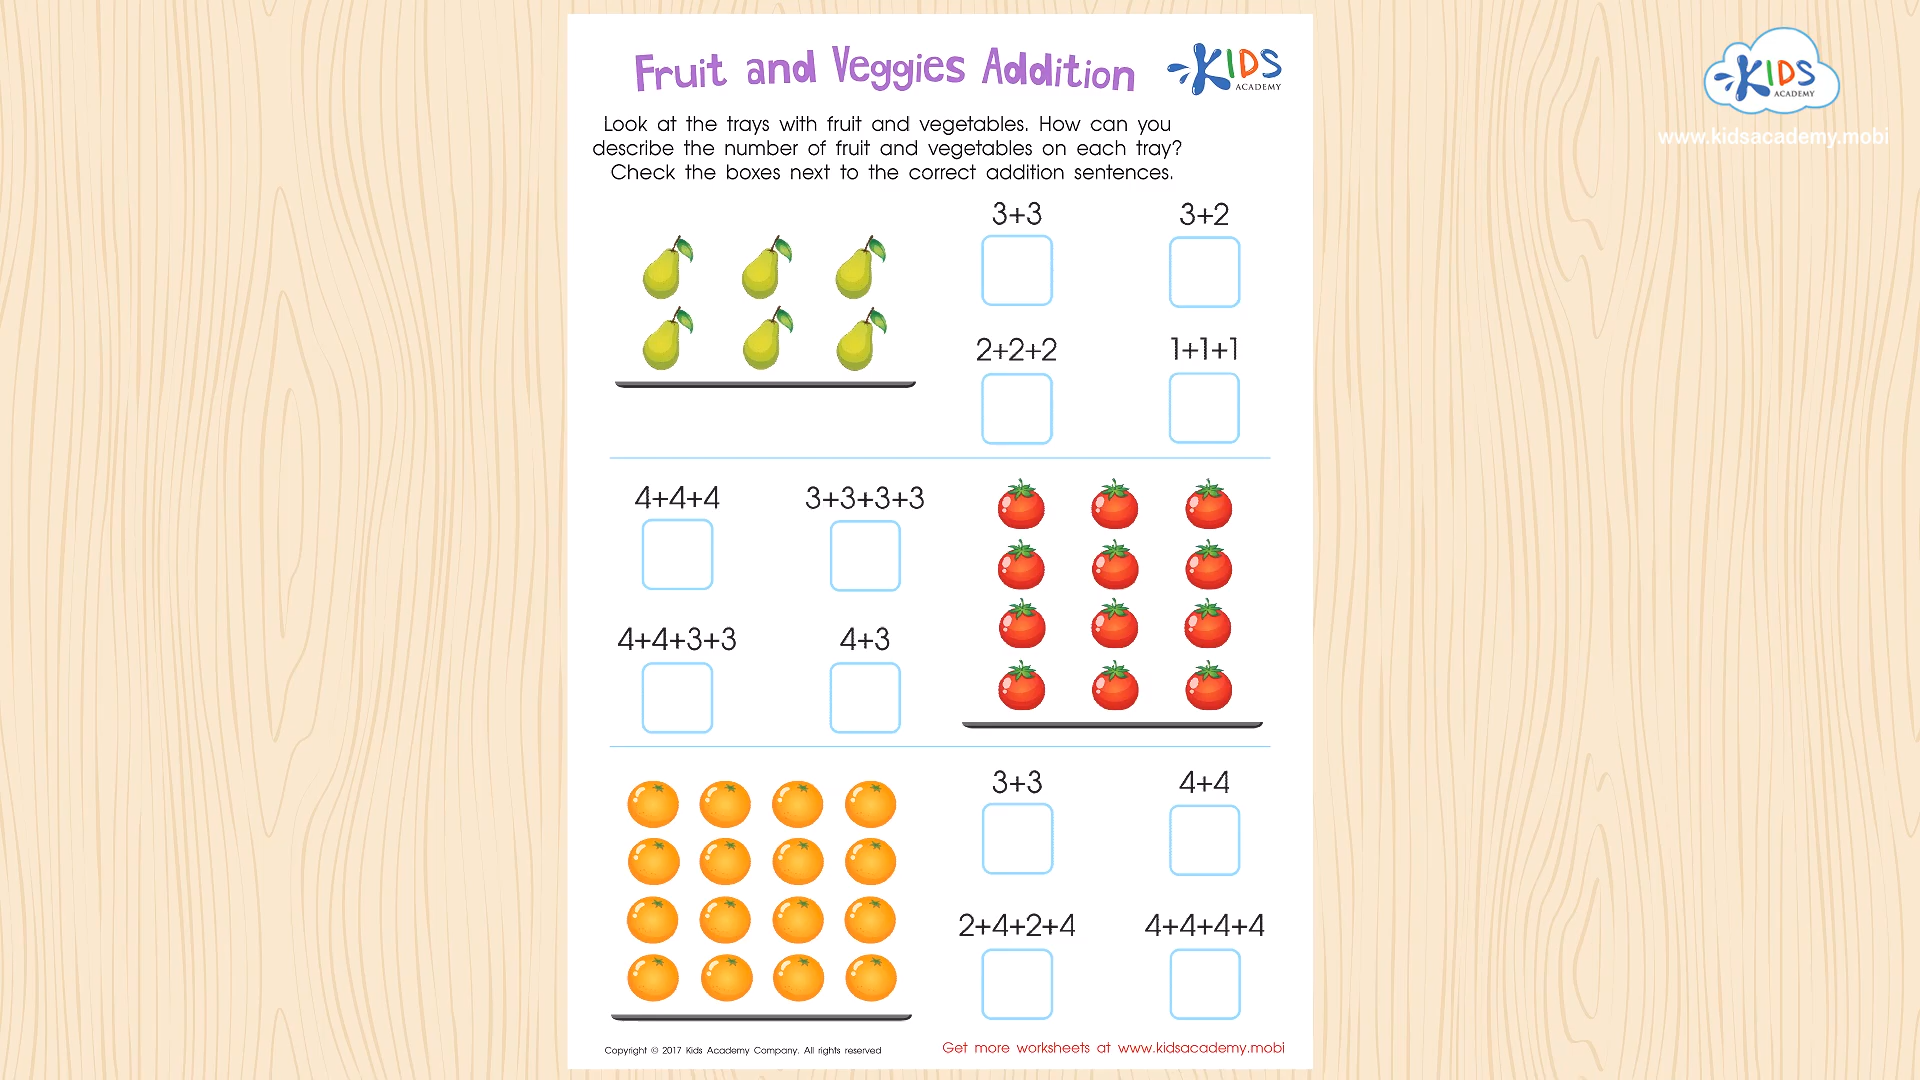 Fruit and Veggies Addition
KIDS
ACADEMY
KIDS
ACADEMY
www.kidsacademy.mobi
Look at the trays with fruit and vegetables. How can you
describe the number of fruit and vegetables on each tray?
Check the boxes next to the correct addition sentences.
3+3
3+2
2+2+2
1+1+1
4+4+4
3+3+3+3
4+4+3+3
4+3
3+3
4+4
2+4+2+4
4+4+4+4
Copyright © 2017 Kids Academy Company. All rights reserved
Get more worksheets at www.kidsacademy.mobi